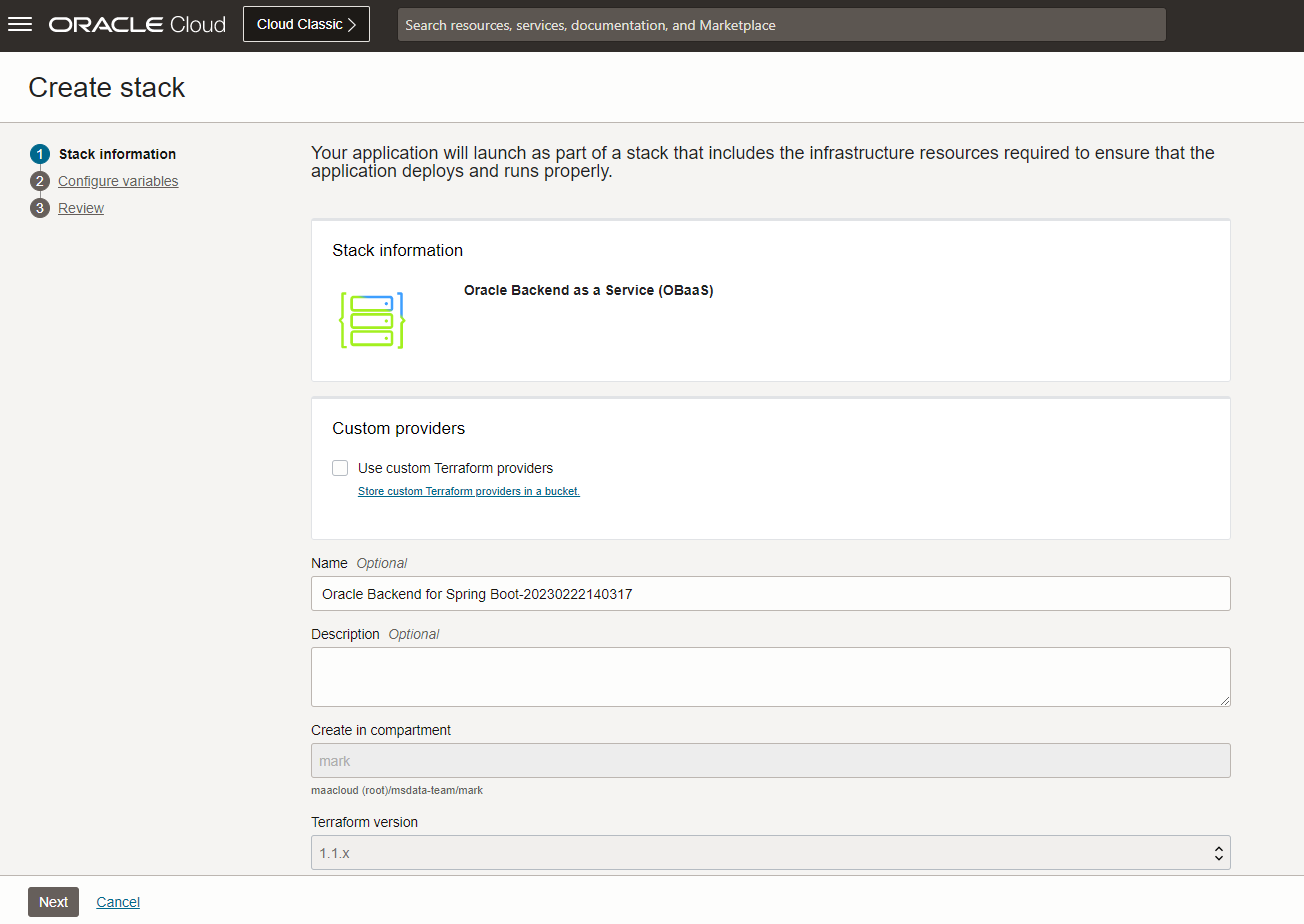 ORACLE Cloud
Cloud Classic
Search resources, services, documentation, and Marketplace
Create stack
1 Stack information
2 Configure variables
3 Review
Your application will launch as part of a stack that includes the infrastructure resources required to ensure that the
application deploys and runs properly.
Stack information
Oracle Backend as a Service (OBaaS)
Custom providers
Use custom Terraform providers
Store custom Terraform providers in a bucket.
Name Optional
Oracle Backend for Spring Boot-20230222140317
Description Optional
Create in compartment
mark
maacloud (root)/msdata-team/mark
Terraform version
1.1.x
Next Cancel